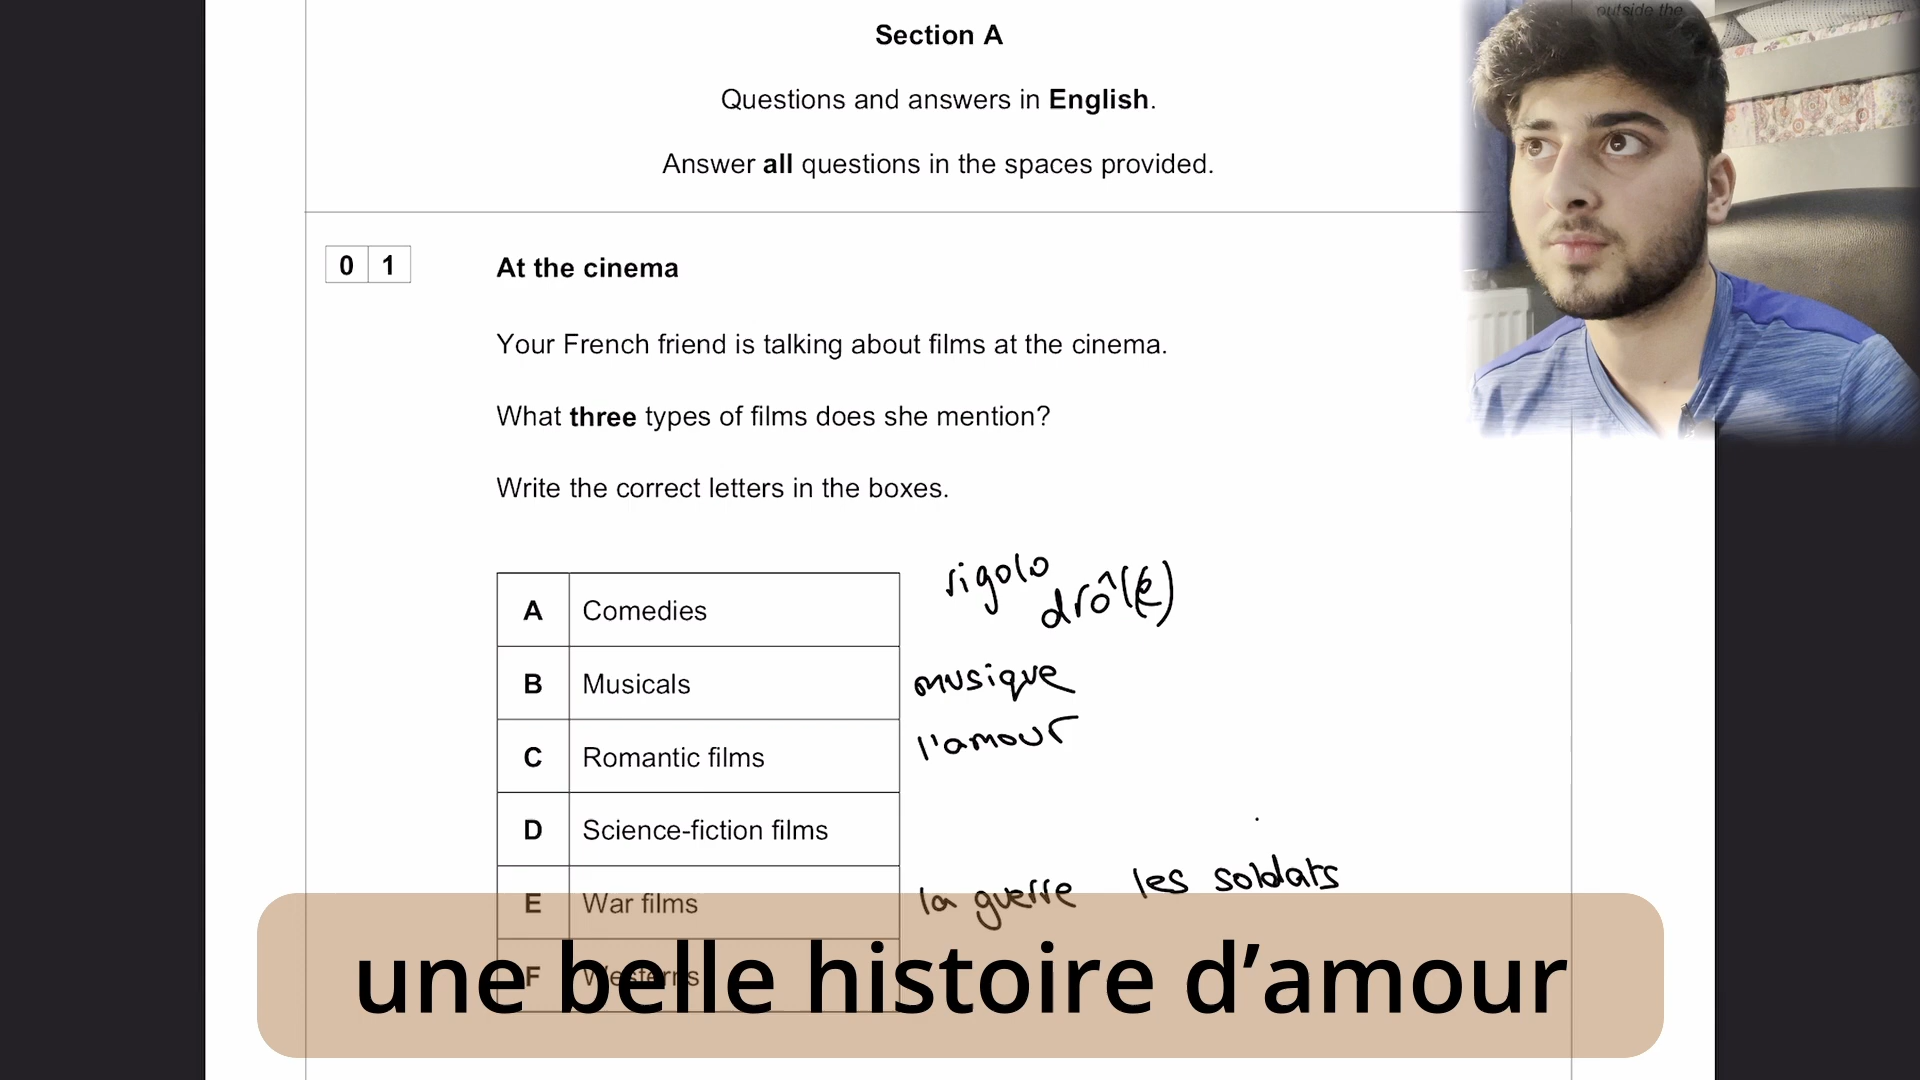 outside the
Section A
Questions and answers in English.
Answer all questions in the spaces provided.
0 1
At the cinema
Your French friend is talking about films at the cinema.
What three types of films does she mention?
Write the correct letters in the boxes.
rigolo
drôl(e)
A Comedies
B Musicals musique
C Romantic films l'amour
D Science-fiction films
E War films la guerre les soldats
F Westerns
une belle histoire d’amour